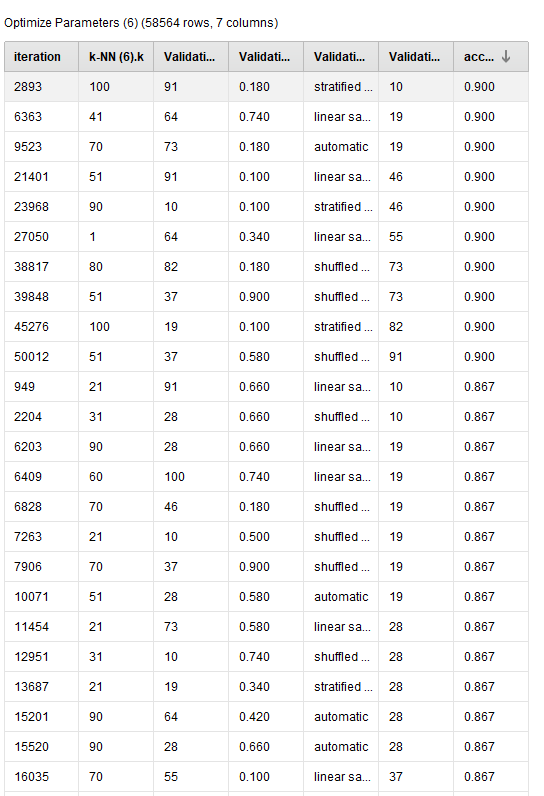 Optimize Parameters (6) (58564 rows, 7 columns)
iteration k-NN (6).k Validati... Validati... Validati... Validati... acc... ↓
2893 100 91 0.180 stratified ... 10 0.900
6363 41 64 0.740 linear sa... 19 0.900
9523 70 73 0.180 automatic 19 0.900
21401 51 91 0.100 linear sa... 46 0.900
23968 90 10 0.100 stratified ... 46 0.900
27050 1 64 0.340 linear sa... 55 0.900
38817 80 82 0.180 shuffled ... 73 0.900
39848 51 37 0.900 shuffled ... 73 0.900
45276 100 19 0.100 stratified ... 82 0.900
50012 51 37 0.580 shuffled ... 91 0.900
949 21 91 0.660 linear sa... 10 0.867
2204 31 28 0.660 shuffled ... 10 0.867
6203 90 28 0.660 linear sa... 19 0.867
6409 60 100 0.740 linear sa... 19 0.867
6828 70 46 0.180 shuffled ... 19 0.867
7263 21 10 0.500 shuffled ... 19 0.867
7906 70 37 0.900 shuffled ... 19 0.867
10071 51 28 0.580 automatic 19 0.867
11454 21 73 0.580 linear sa... 28 0.867
12951 31 10 0.740 shuffled ... 28 0.867
13687 21 19 0.340 stratified ... 28 0.867
15201 90 64 0.420 automatic 28 0.867
15520 90 28 0.660 automatic 28 0.867
16035 70 55 0.100 linear sa... 37 0.867